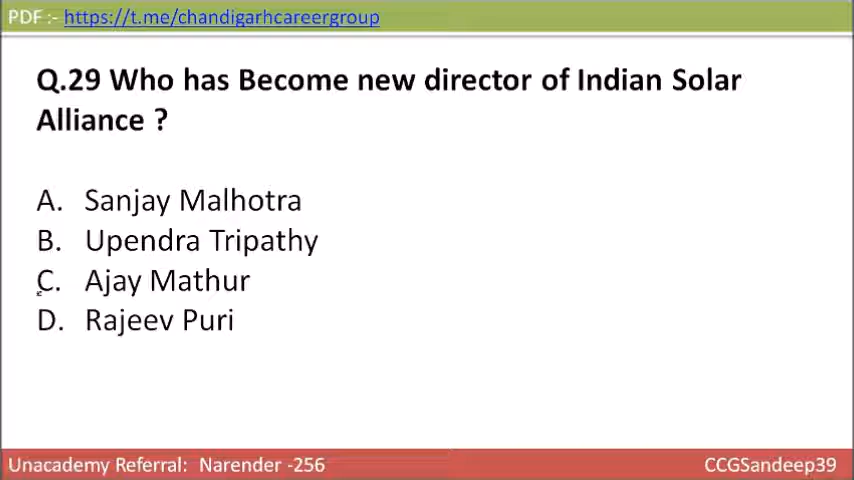 PDF :- https://t.me/chandigarhcareergroup
Q.29 Who has Become new director of Indian Solar
Alliance ?
A. Sanjay Malhotra
B. Upendra Tripathy
C. Ajay Mathur
D. Rajeev Puri
Unacademy Referral: Narender -256 CCGSandeep39